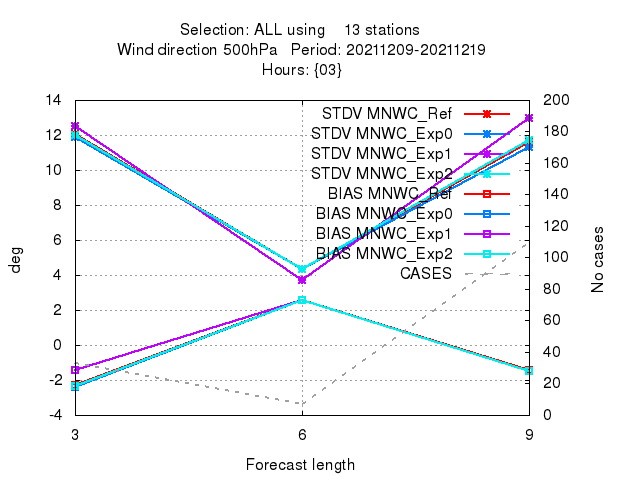 Selection: ALL using 13 stations
Wind direction 500hPa Period: 20211209-20211219
Hours: {03}
STDV MNWC_Ref
STDV MNWC_Exp0
STDV MNWC_Exp1
STDV MNWC_Exp2
BIAS MNWC_Ref
BIAS MNWC_Exp0
BIAS MNWC_Exp1
BIAS MNWC_Exp2
CASES
14
12
10
8
6
4
2
0
-2
-4
deg
200
180
160
140
120
100
80
60
40
20
0
No cases
3 6 9
Forecast length